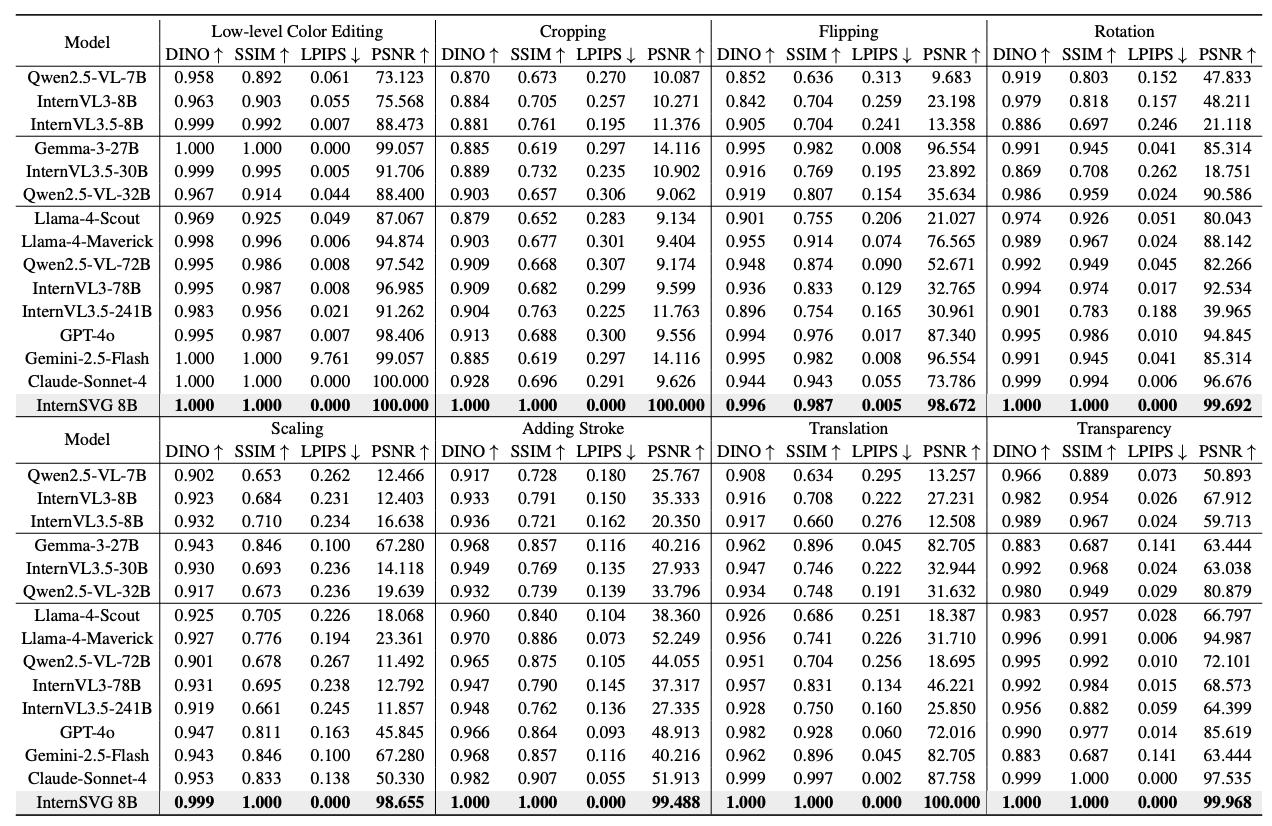 Model Low-level Color Editing Cropping Flipping Rotation
DINO ↑ SSIM ↑ LPIPS ↓ PSNR ↑ DINO ↑ SSIM ↑ LPIPS ↓ PSNR ↑ DINO ↑ SSIM ↑ LPIPS ↓ PSNR ↑ DINO ↑ SSIM ↑ LPIPS ↓ PSNR ↑
Qwen2.5-VL-7B 0.958 0.892 0.061 73.123 0.870 0.673 0.270 10.087 0.852 0.636 0.313 9.683 0.919 0.803 0.152 47.833
InternVL3-8B 0.963 0.903 0.055 75.568 0.884 0.705 0.257 10.271 0.842 0.704 0.259 23.198 0.979 0.818 0.157 48.211
InternVL3.5-8B 0.999 0.992 0.007 88.473 0.881 0.761 0.195 11.376 0.905 0.704 0.241 13.358 0.886 0.697 0.246 21.118
Gemma-3-27B 1.000 1.000 0.000 99.057 0.885 0.619 0.297 14.116 0.995 0.982 0.008 96.554 0.991 0.945 0.041 85.314
InternVL3.5-30B 0.999 0.995 0.005 91.706 0.889 0.732 0.235 10.902 0.916 0.769 0.195 23.892 0.869 0.708 0.262 18.751
Qwen2.5-VL-32B 0.967 0.914 0.044 88.400 0.903 0.657 0.306 9.062 0.919 0.807 0.154 35.634 0.986 0.959 0.024 90.586
Llama-4-Scout 0.969 0.925 0.049 87.067 0.879 0.652 0.283 9.134 0.901 0.755 0.206 21.027 0.974 0.926 0.051 80.043
Llama-4-Maverick 0.998 0.996 0.006 94.874 0.903 0.677 0.301 9.404 0.955 0.914 0.074 76.565 0.989 0.967 0.024 88.142
Qwen2.5-VL-72B 0.995 0.986 0.008 97.542 0.909 0.668 0.307 9.174 0.948 0.874 0.090 52.671 0.992 0.949 0.045 82.266
InternVL3-78B 0.995 0.987 0.008 96.985 0.909 0.682 0.299 9.599 0.936 0.833 0.129 32.765 0.994 0.974 0.017 92.534
InternVL3.5-241B 0.983 0.956 0.021 91.262 0.904 0.763 0.225 11.763 0.896 0.754 0.165 30.961 0.901 0.783 0.188 39.965
GPT-4o 0.995 0.987 0.007 98.406 0.913 0.688 0.300 9.556 0.994 0.976 0.017 87.340 0.995 0.986 0.010 94.845
Gemini-2.5-Flash 1.000 1.000 9.761 99.057 0.885 0.619 0.297 14.116 0.995 0.982 0.008 96.554 0.991 0.945 0.041 85.314
Claude-Sonnet-4 1.000 1.000 0.000 100.000 0.928 0.696 0.291 9.626 0.944 0.943 0.055 73.786 0.999 0.994 0.006 96.676
InternSVG 8B 1.000 1.000 0.000 100.000 1.000 1.000 0.000 100.000 0.996 0.987 0.005 98.672 1.000 1.000 0.000 99.692
Model Scaling Adding Stroke Translation Transparency
DINO ↑ SSIM ↑ LPIPS ↓ PSNR ↑ DINO ↑ SSIM ↑ LPIPS ↓ PSNR ↑ DINO ↑ SSIM ↑ LPIPS ↓ PSNR ↑ DINO ↑ SSIM ↑ LPIPS ↓ PSNR ↑
Qwen2.5-VL-7B 0.902 0.653 0.262 12.466 0.917 0.728 0.180 25.767 0.908 0.634 0.295 13.257 0.966 0.889 0.073 50.893
InternVL3-8B 0.923 0.684 0.231 12.403 0.933 0.791 0.150 35.333 0.916 0.708 0.222 27.231 0.982 0.954 0.026 67.912
InternVL3.5-8B 0.932 0.710 0.234 16.638 0.936 0.721 0.162 20.350 0.917 0.660 0.276 12.508 0.989 0.967 0.024 59.713
Gemma-3-27B 0.943 0.846 0.100 67.280 0.968 0.857 0.116 40.216 0.962 0.896 0.045 82.705 0.883 0.687 0.141 63.444
InternVL3.5-30B 0.930 0.693 0.236 14.118 0.949 0.769 0.135 27.933 0.947 0.746 0.222 32.944 0.992 0.968 0.024 63.038
Qwen2.5-VL-32B 0.917 0.673 0.236 19.639 0.932 0.739 0.139 33.796 0.934 0.748 0.191 31.632 0.980 0.949 0.029 80.879
Llama-4-Scout 0.925 0.705 0.226 18.068 0.960 0.840 0.104 38.360 0.926 0.686 0.251 18.387 0.983 0.957 0.028 66.797
Llama-4-Maverick 0.927 0.776 0.194 23.361 0.970 0.886 0.073 52.249 0.956 0.741 0.226 31.710 0.996 0.991 0.006 94.987
Qwen2.5-VL-72B 0.901 0.678 0.267 11.492 0.965 0.875 0.105 44.055 0.951 0.704 0.256 18.695 0.995 0.992 0.010 72.101
InternVL3-78B 0.931 0.695 0.238 12.792 0.947 0.790 0.145 37.317 0.957 0.831 0.134 46.221 0.992 0.984 0.015 68.573
InternVL3.5-241B 0.919 0.661 0.245 11.857 0.948 0.762 0.136 27.335 0.928 0.750 0.160 25.850 0.956 0.882 0.059 64.399
GPT-4o 0.947 0.811 0.163 45.845 0.966 0.864 0.093 48.913 0.982 0.928 0.060 72.016 0.990 0.977 0.014 85.619
Gemini-2.5-Flash 0.943 0.846 0.100 67.280 0.968 0.857 0.116 40.216 0.962 0.896 0.045 82.705 0.883 0.687 0.141 63.444
Claude-Sonnet-4 0.953 0.833 0.138 50.330 0.982 0.907 0.055 51.913 0.999 0.997 0.002 87.758 0.999 1.000 0.000 97.535
InternSVG 8B 0.999 1.000 0.000 98.655 1.000 1.000 0.000 99.488 1.000 1.000 0.000 100.000 1.000 1.000 0.000 99.968